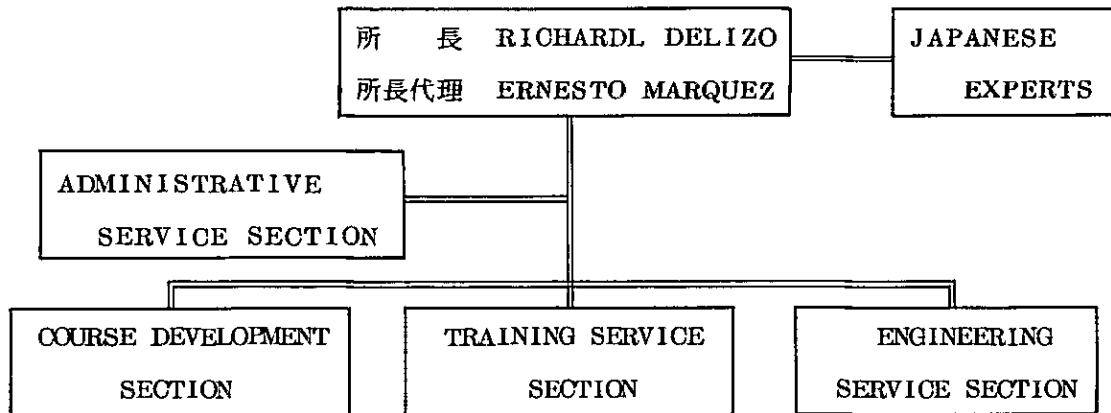 所 長 RICHARDL DELIZO
所長代理 ERNESTO MARQUEZ
JAPANESE
EXPERTS
ADMINISTRATIVE
SERVICE SECTION
COURSE DEVELOPMENT
SECTION
TRAINING SERVICE
SECTION
ENGINEERING
SERVICE SECTION